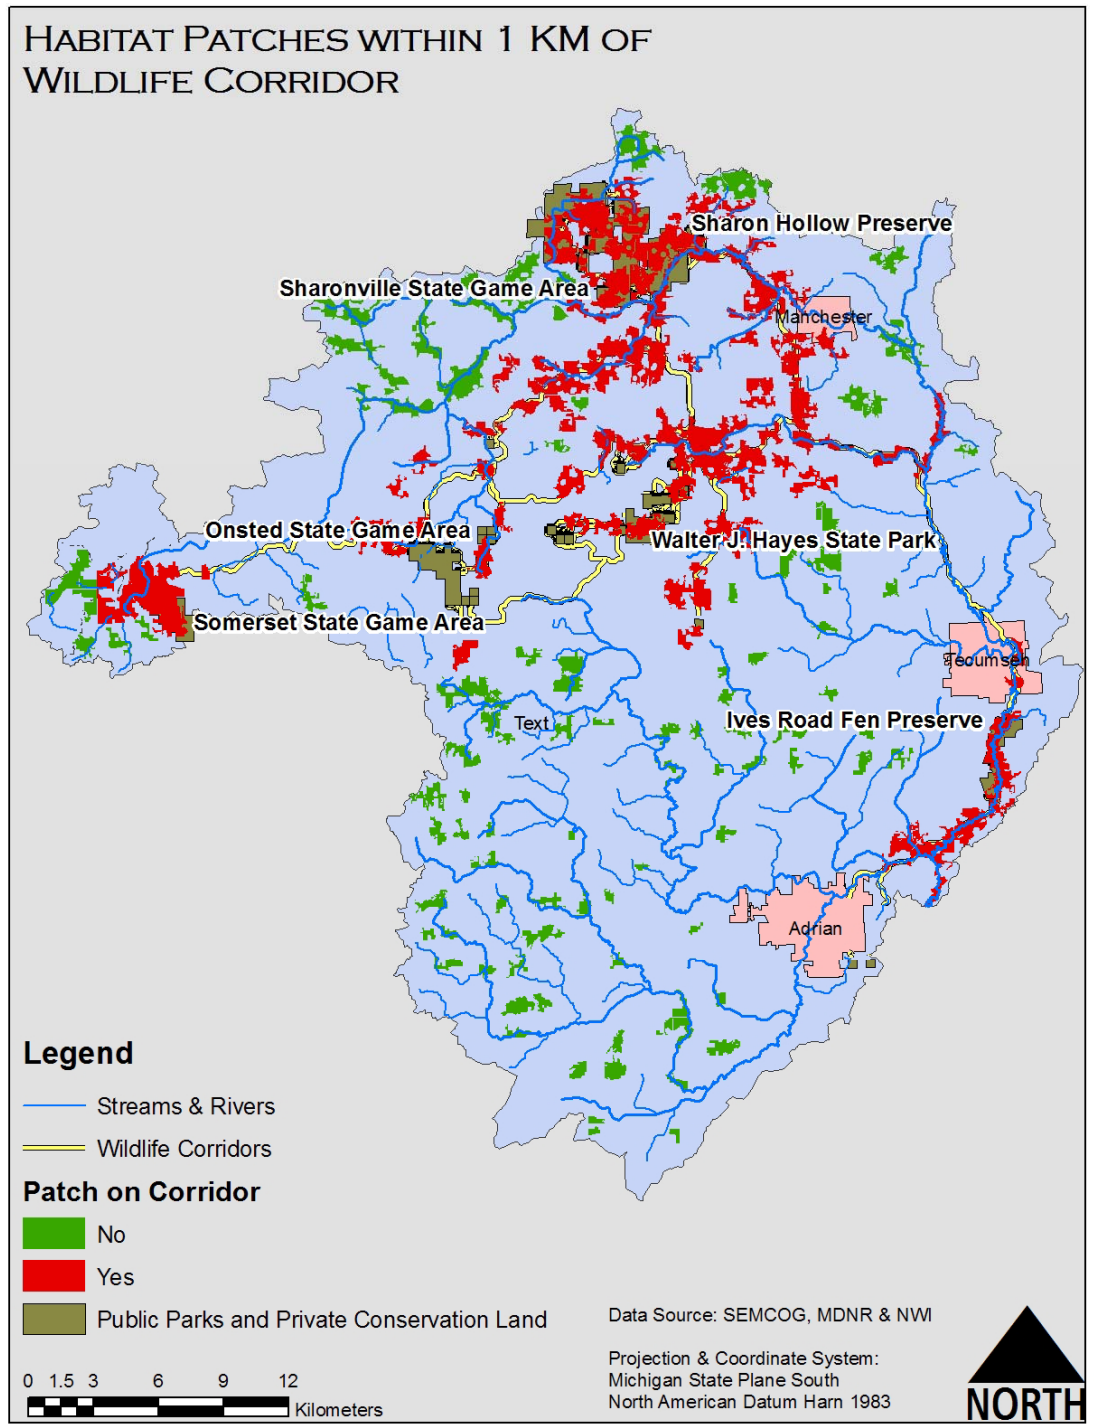 HABITAT PATCHES WITHIN 1 KM OF
WILDLIFE CORRIDOR
Sharon Hollow Preserve
Sharonville State Game Area
Manchester
Onsted State Game Area
Walter J. Hayes State Park
Somerset State Game Area
Tecumseh
Ives Road Fen Preserve
Text
Adrian
Legend
Streams & Rivers
Wildlife Corridors
Patch on Corridor
No
Yes
Public Parks and Private Conservation Land
0 1.5 3 6 9 12
Kilometers
Data Source: SEMCOG, MDNR & NWI
Projection & Coordinate System:
Michigan State Plane South
North American Datum Harn 1983
NORTH